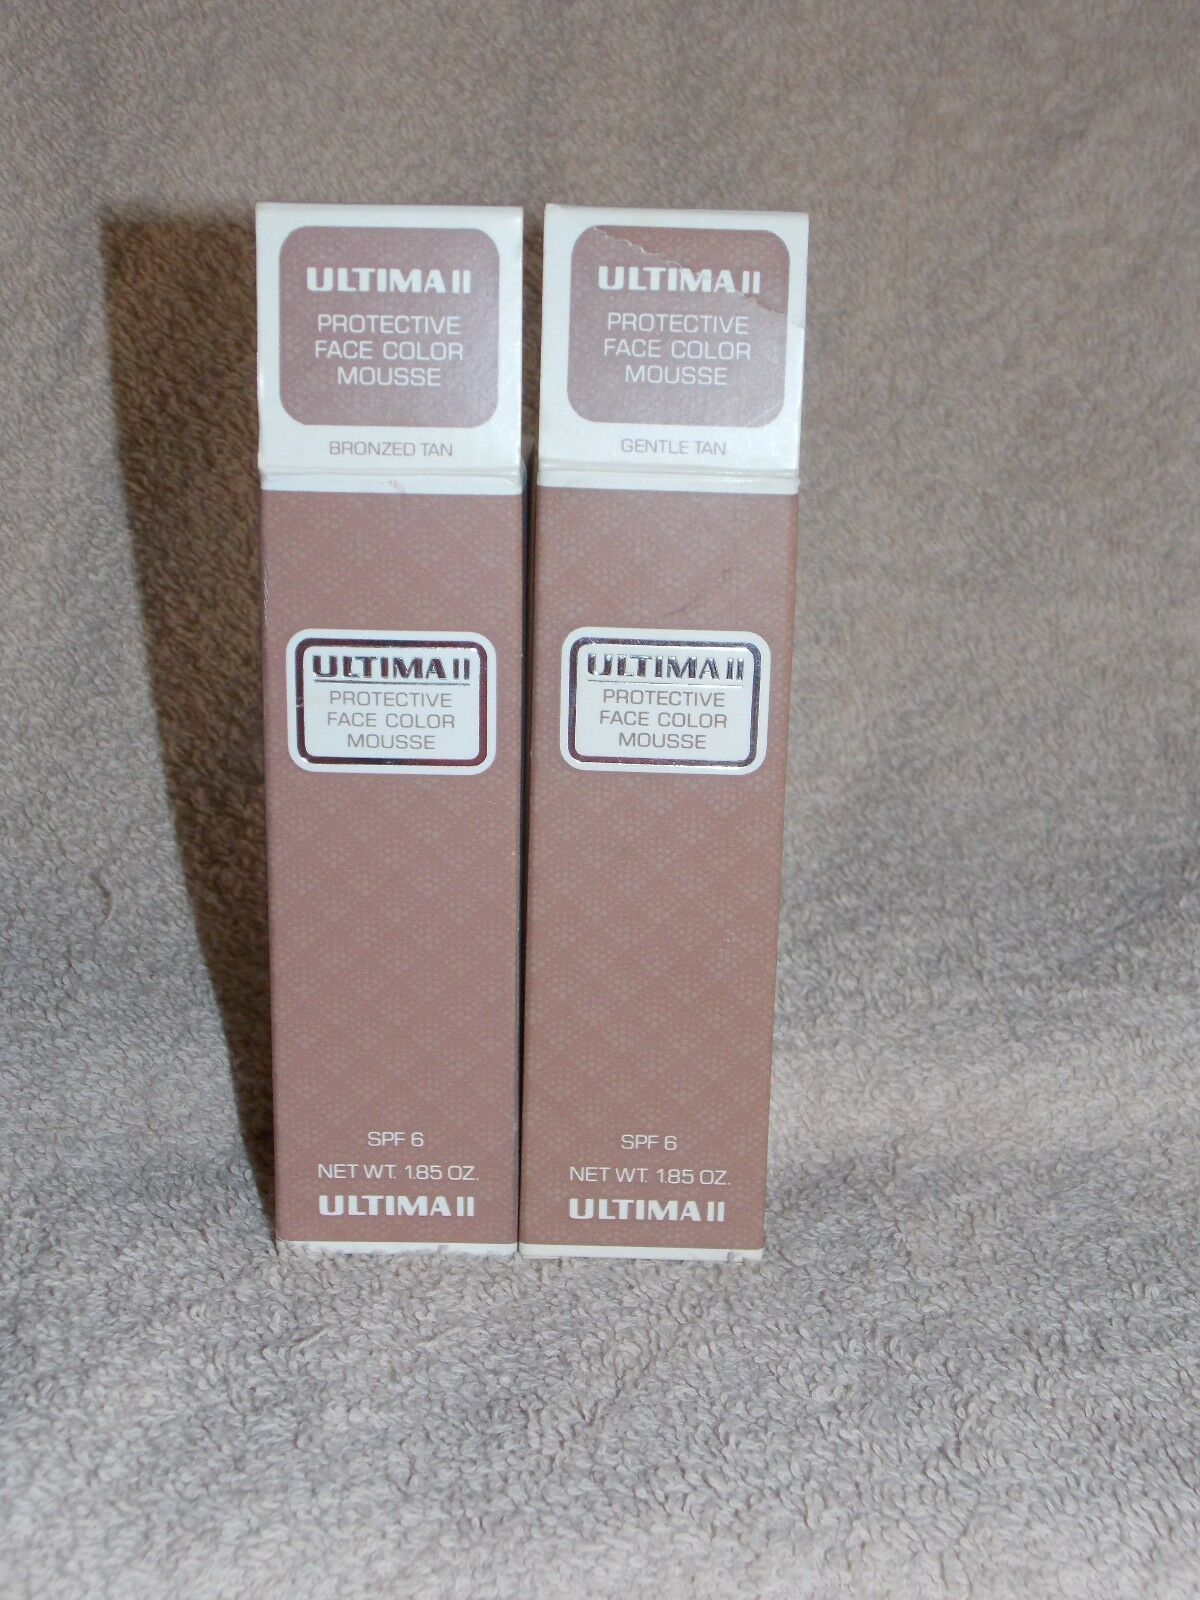 ULTIMA II
PROTECTIVE
FACE COLOR
MOUSSE
BRONZED TAN
ULTIMA II
PROTECTIVE
FACE COLOR
MOUSSE
SPF 6
NET WT. 1.85 OZ.
ULTIMA II
ULTIMA II
PROTECTIVE
FACE COLOR
MOUSSE
GENTLE TAN
ULTIMA II
PROTECTIVE
FACE COLOR
MOUSSE
SPF 6
NET WT. 1.85 OZ.
ULTIMA II